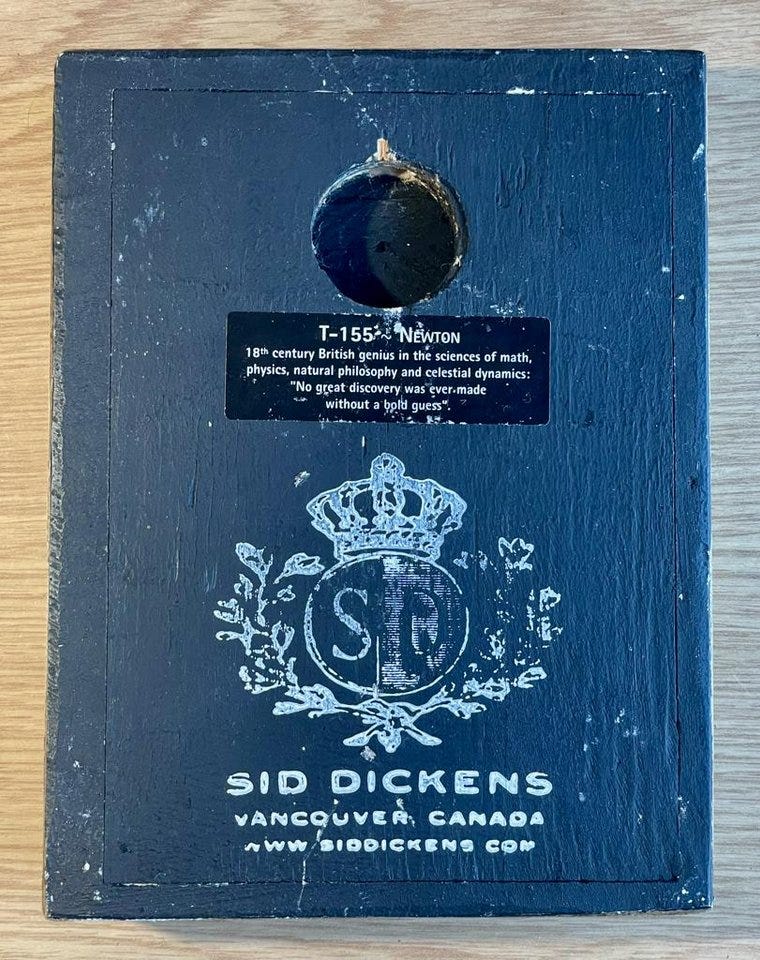 T-155 ~ NEWTON
18th century British genius in the sciences of math,
physics, natural philosophy and celestial dynamics:
"No great discovery was ever made
without a bold guess".
SD
SID DICKENS
VANCOUVER CANADA
WWW SIDDICKENS COM